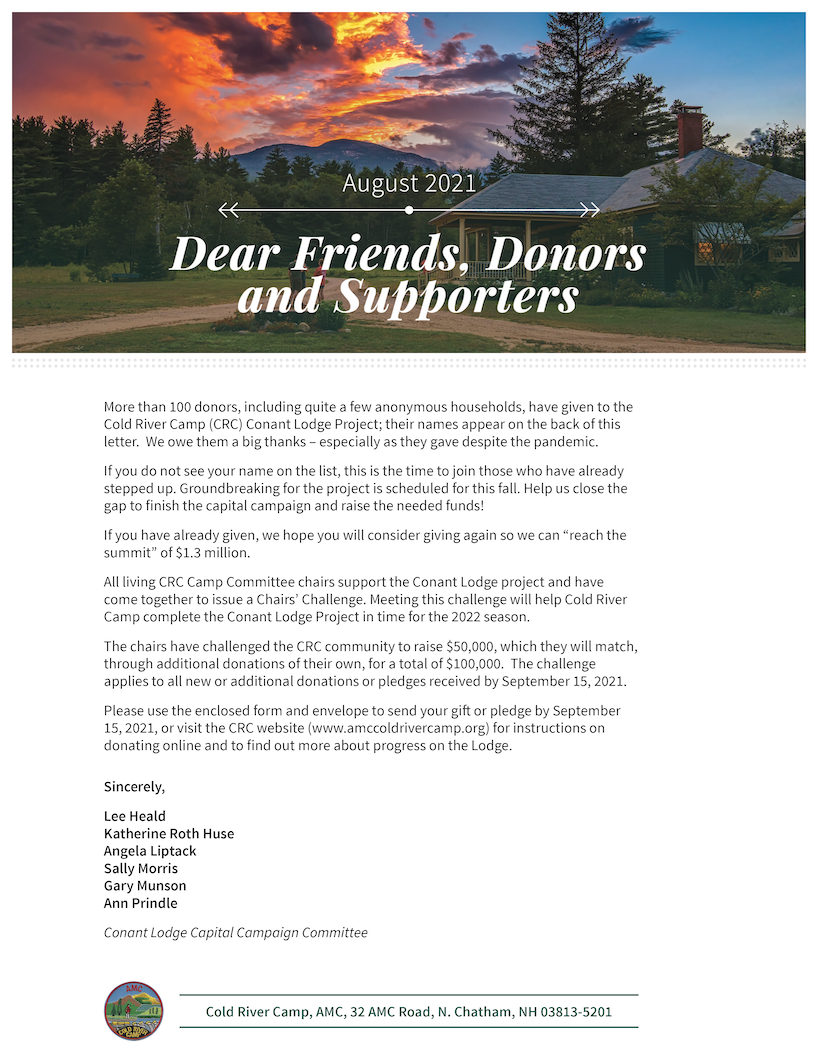 August 2021
Dear Friends, Donors
and Supporters
More than 100 donors, including quite a few anonymous households, have given to the
Cold River Camp (CRC) Conant Lodge Project; their names appear on the back of this
letter.  We owe them a big thanks – especially as they gave despite the pandemic.
If you do not see your name on the list, this is the time to join those who have already
stepped up. Groundbreaking for the project is scheduled for this fall. Help us close the
gap to finish the capital campaign and raise the needed funds!
If you have already given, we hope you will consider giving again so we can “reach the
summit” of $1.3 million.
All living CRC Camp Committee chairs support the Conant Lodge project and have
come together to issue a Chairs’ Challenge. Meeting this challenge will help Cold River
Camp complete the Conant Lodge Project in time for the 2022 season.
The chairs have challenged the CRC community to raise $50,000, which they will match,
through additional donations of their own, for a total of $100,000.  The challenge
applies to all new or additional donations or pledges received by September 15, 2021.
Please use the enclosed form and envelope to send your gift or pledge by September
15, 2021, or visit the CRC website (www.amccoldrivercamp.org) for instructions on
donating online and to find out more about progress on the Lodge.
Sincerely,
Lee Heald
Katherine Roth Huse
Angela Liptack
Sally Morris
Gary Munson
Ann Prindle
Conant Lodge Capital Campaign Committee
AMC
COLD RIVER
CAMP
Cold River Camp, AMC, 32 AMC Road, N. Chatham, NH 03813-5201